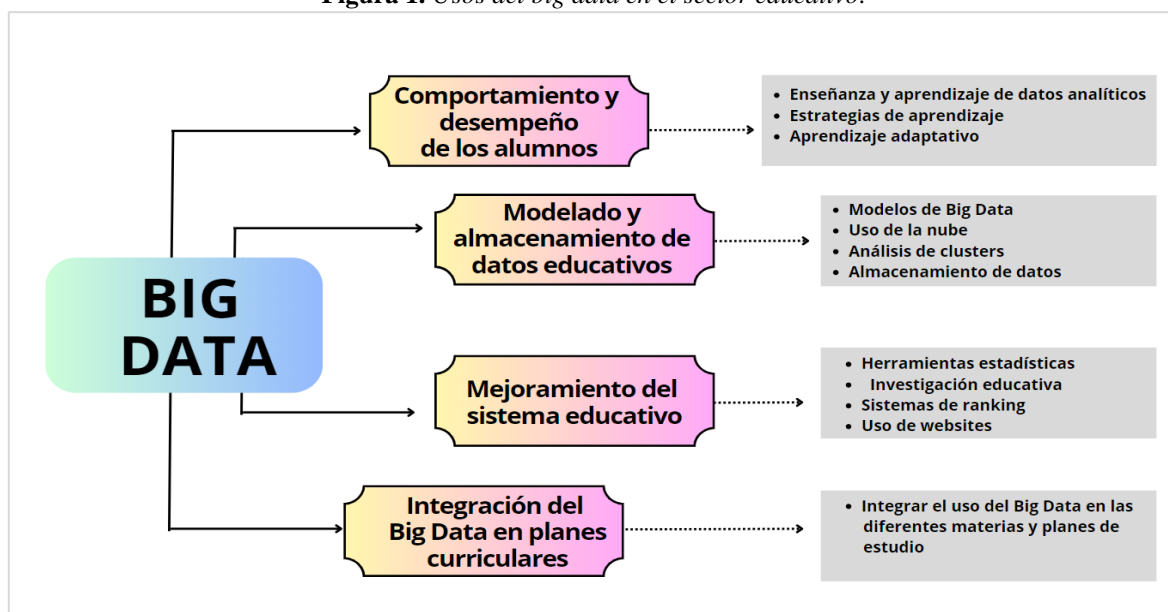 Figura 1. Usos del big data en el sector educativo.
Comportamiento y
desempeño
de los alumnos
• Enseñanza y aprendizaje de datos analíticos
• Estrategias de aprendizaje
• Aprendizaje adaptativo
Modelado y
almacenamiento de
datos educativos
• Modelos de Big Data
• Uso de la nube
• Análisis de clusters
• Almacenamiento de datos
BIG
DATA
Mejoramiento del
sistema educativo
• Herramientas estadísticas
• Investigación educativa
• Sistemas de ranking
• Uso de websites
Integración del
Big Data en planes
curriculares
• Integrar el uso del Big Data en las
diferentes materias y planes de
estudio